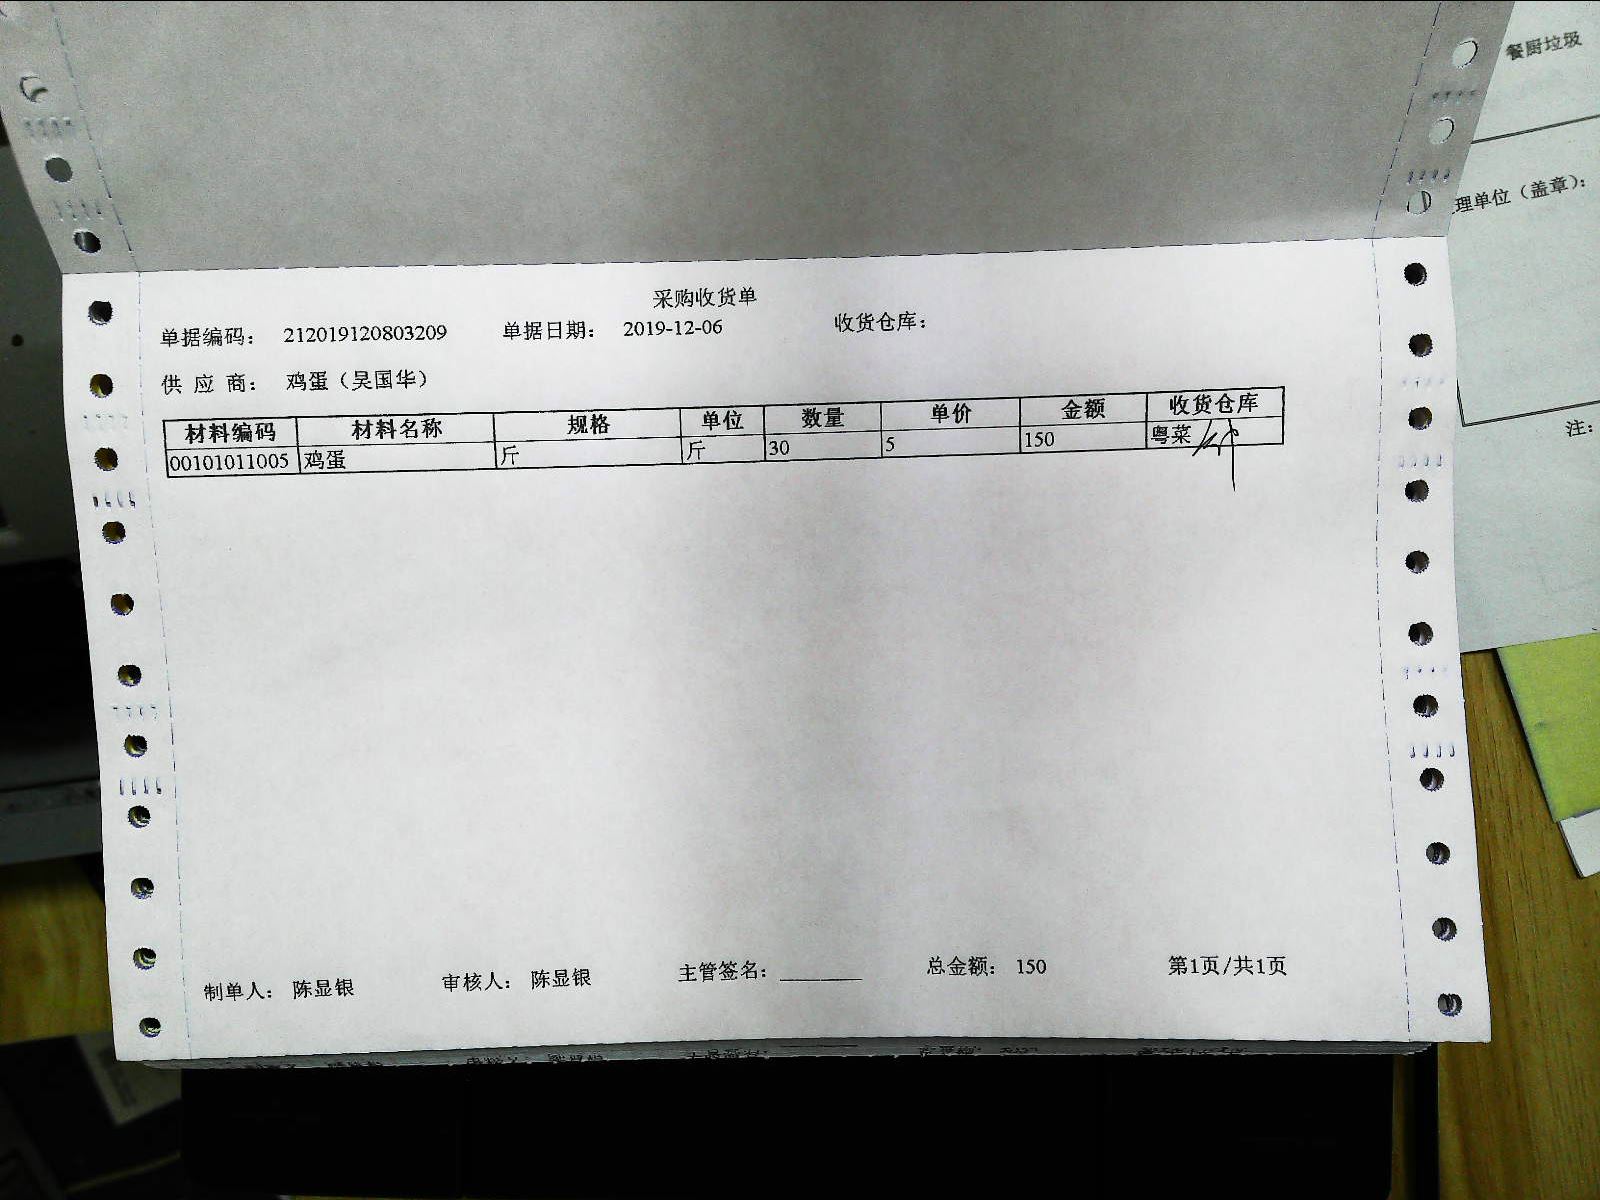 餐厨垃圾
理单位（盖章）：
注：
采购收货单
单据编码： 212019120803209 单据日期： 2019-12-06 收货仓库：
供 应 商： 鸡蛋（吴国华）
材料编码 材料名称 规格 单位 数量 单价 金额 收货仓库
00101011005 鸡蛋 斤 斤 30 5 150 粤菜
制单人： 陈显银 审核人： 陈显银 主管签名： 总金额： 150 第1页/共1页